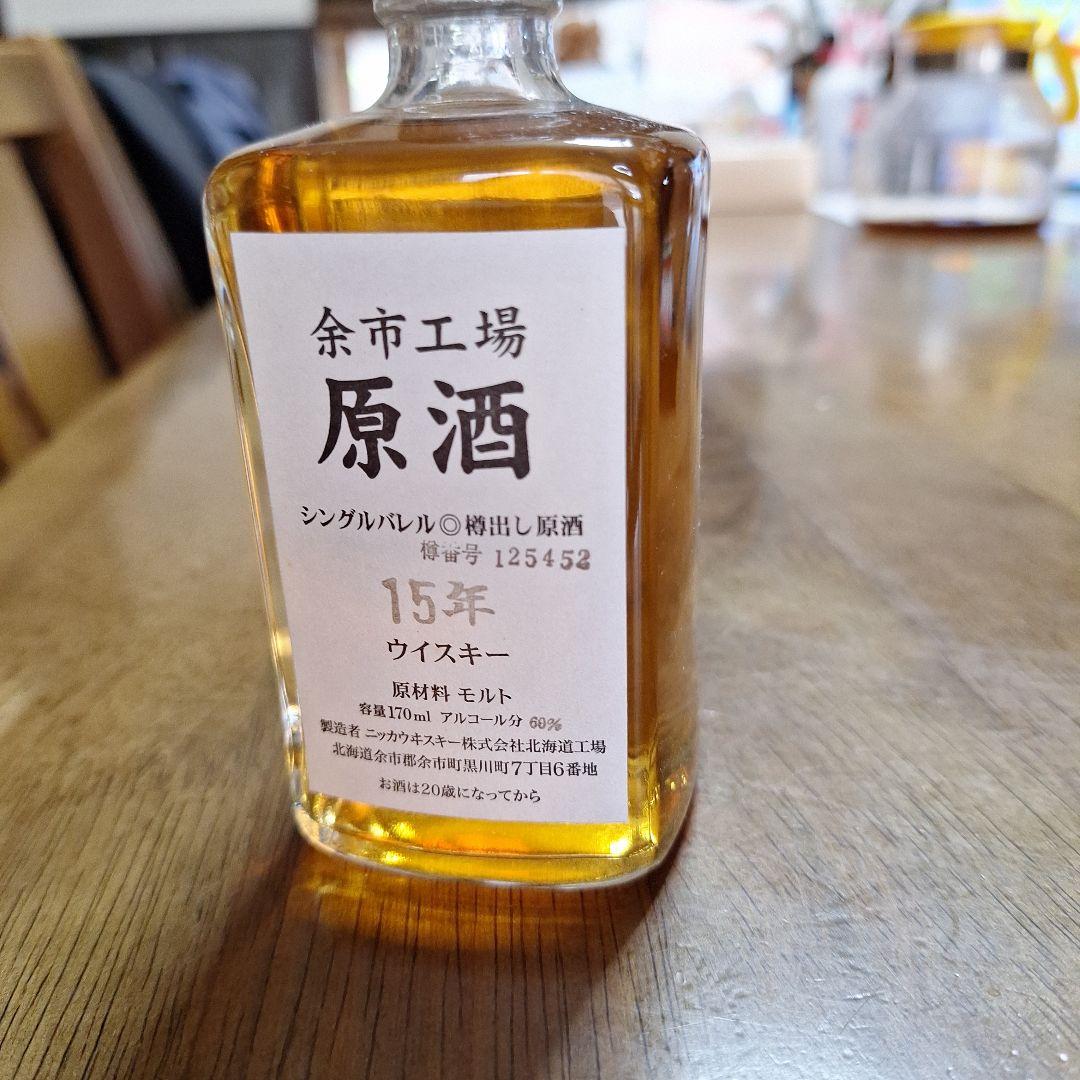 余市工場
原酒
シングルバレル◎樽出し原酒
樽番号 125452
15年
ウイスキー
原材料 モルト
容量170ml アルコール分 60%
製造者 ニッカウヰスキー株式会社北海道工場
北海道余市郡余市町黒川町7丁目6番地
お酒は20歳になってから